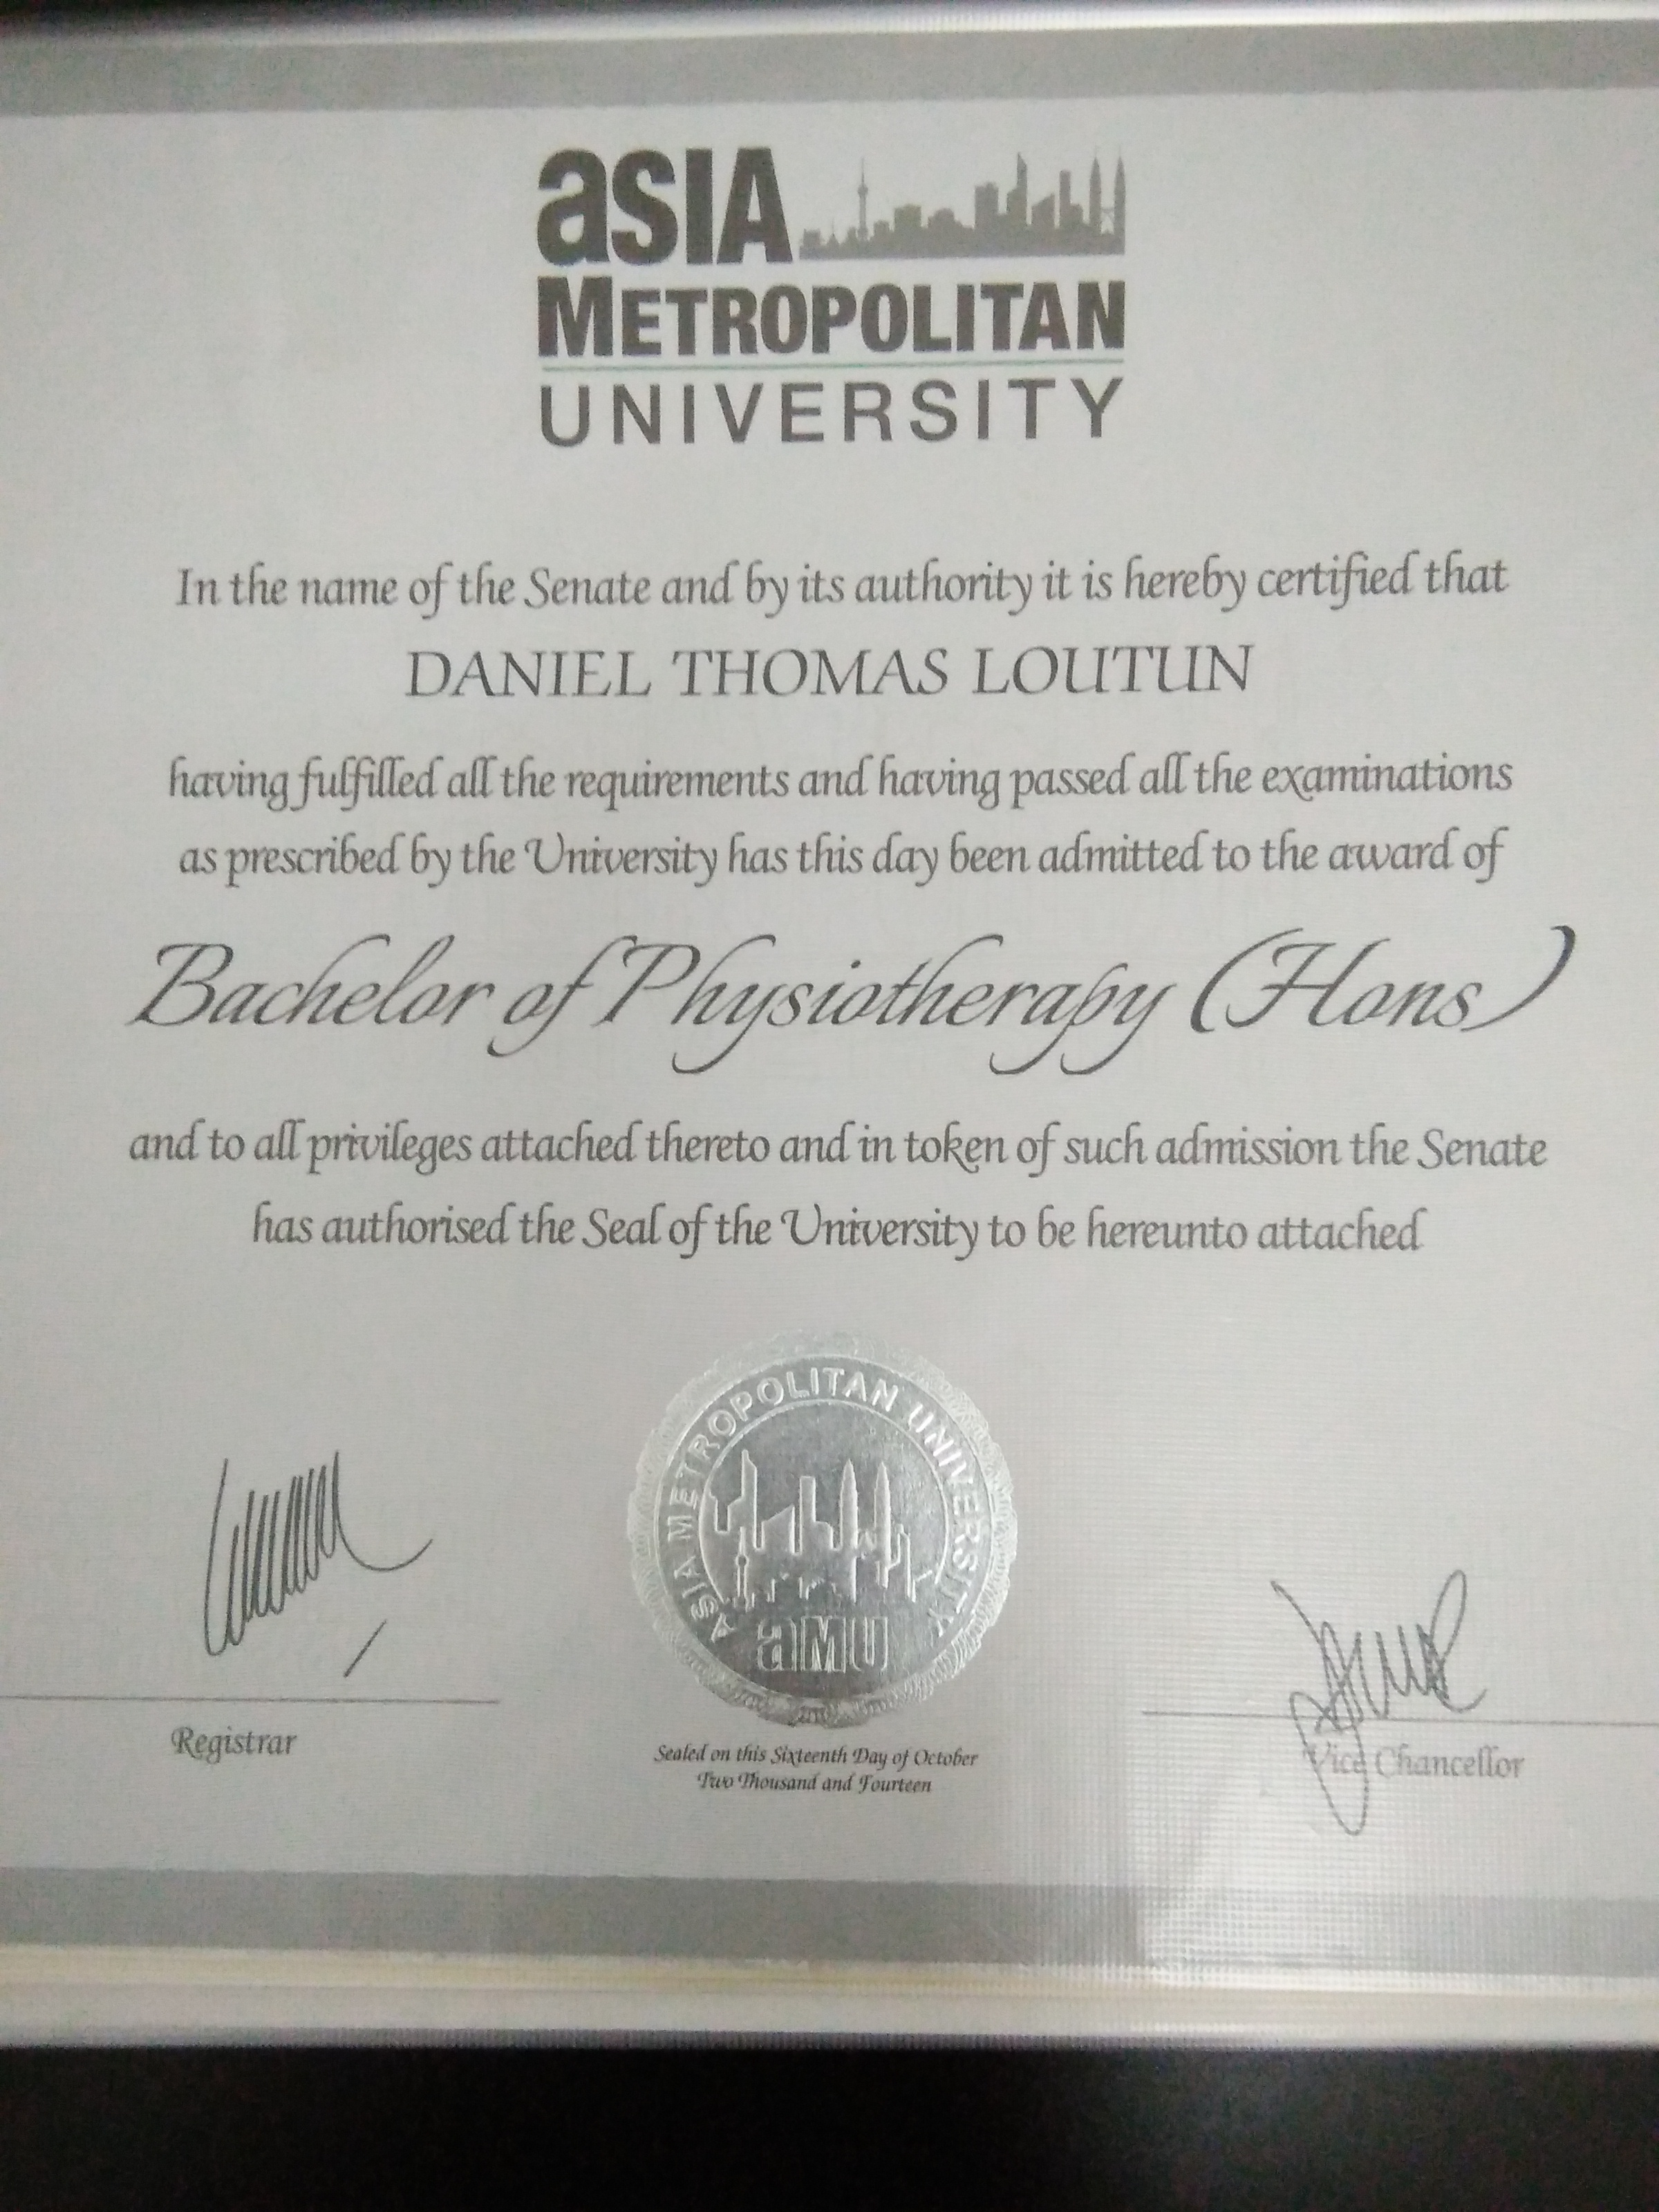 aSIA
METROPOLITAN
UNIVERSITY
In the name of the Senate and by its authority it is hereby certified that
DANIEL THOMAS LOUTUN
having fulfilled all the requirements and having passed all the examinations
as prescribed by the University has this day been admitted to the award of
Bachelor of Physiotherapy (Hons)
and to all privileges attached thereto and in token of such admission the Senate
has authorised the Seal of the University to be hereunto attached
ASIA METROPOLITAN UNIVERSITY
aMU
Registrar
Sealed on this Sixteenth Day of October
Two Thousand and Fourteen
Vice Chancellor